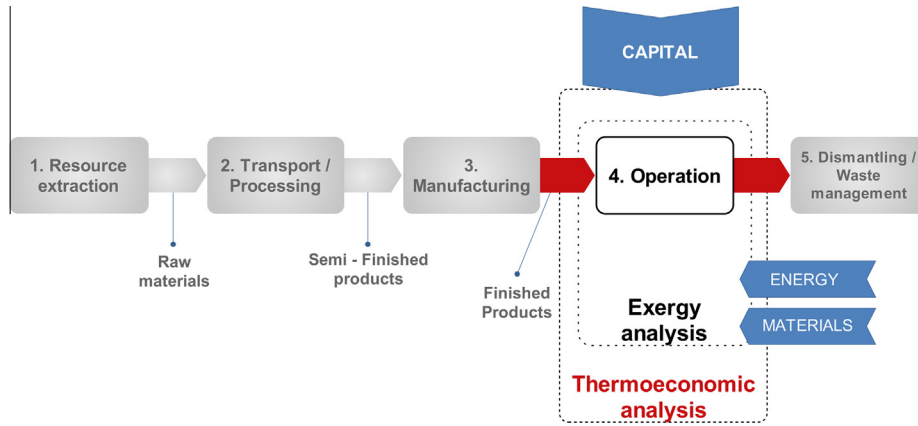 CAPITAL
1. Resource
extraction
2. Transport /
Processing
3.
Manufacturing
4. Operation
5. Dismantling /
Waste
management
Raw
materials
Semi - Finished
products
Finished
Products
ENERGY
MATERIALS
Exergy
analysis
Thermoeconomic
analysis